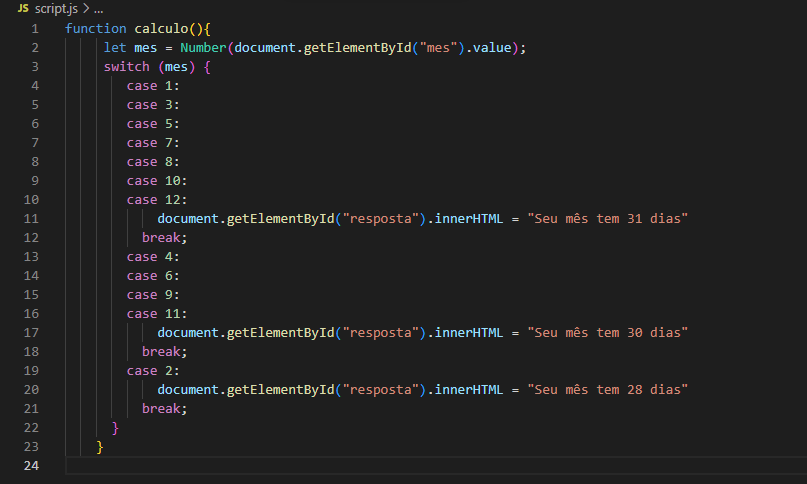 JS script.js > ...
1 function calculo(){
2 let mes = Number(document.getElementById("mes").value);
3 switch (mes) {
4 case 1:
5 case 3:
6 case 5:
7 case 7:
8 case 8:
9 case 10:
10 case 12:
11 document.getElementById("resposta").innerHTML = "Seu mês tem 31 dias"
12 break;
13 case 4:
14 case 6:
15 case 9:
16 case 11:
17 document.getElementById("resposta").innerHTML = "Seu mês tem 30 dias"
18 break;
19 case 2:
20 document.getElementById("resposta").innerHTML = "Seu mês tem 28 dias"
21 break;
22 }
23 }
24